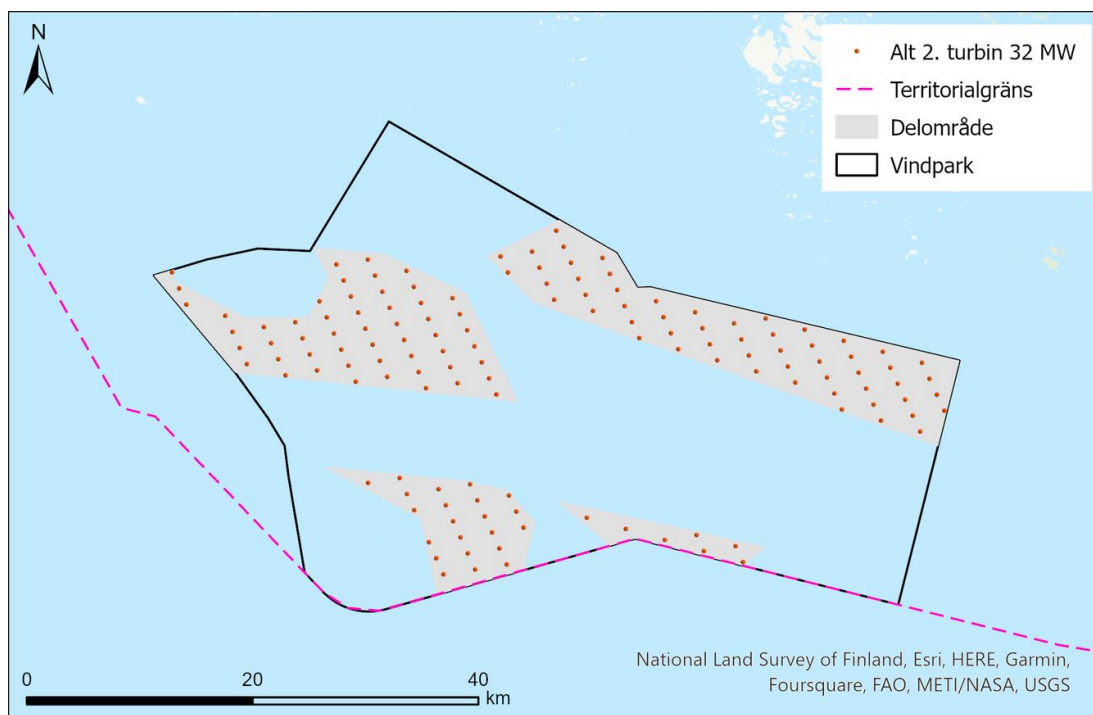 N
Alt 2. turbin 32 MW
Territorialgräns
Delområde
Vindpark
National Land Survey of Finland, Esri, HERE, Garmin,
Foursquare, FAO, METI/NASA, USGS
0 20 40
km